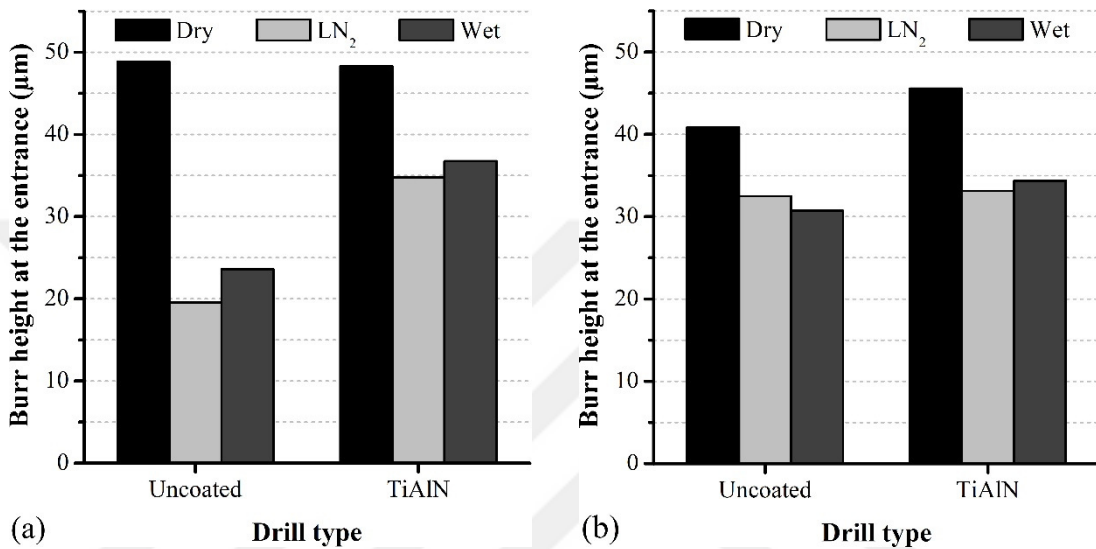 Dry LN₂ Wet
Burr height at the entrance (µm)
50
40
30
20
10
0
Uncoated TiAlN
(a) Drill type
Dry LN₂ Wet
Burr height at the entrance (µm)
50
40
30
20
10
0
Uncoated TiAlN
(b) Drill type